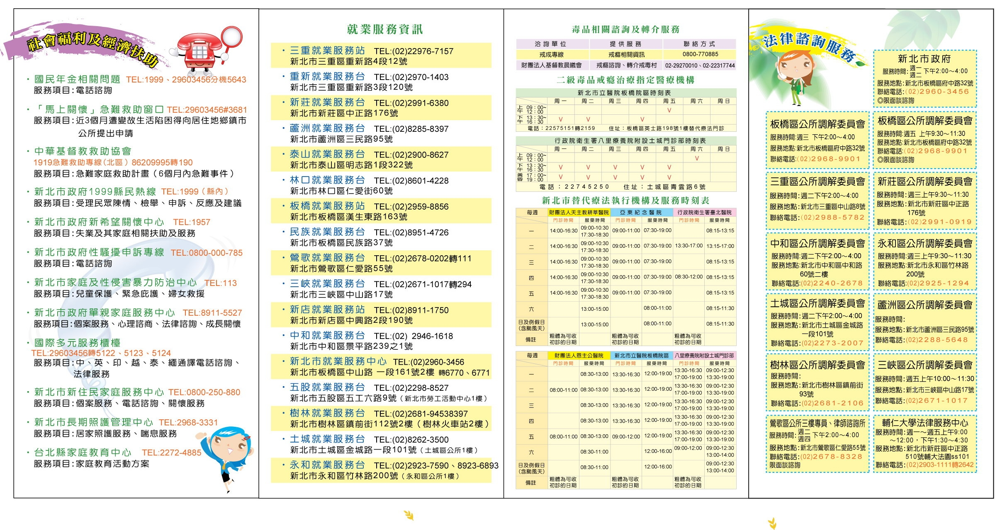 社會福利及經濟扶助
・國民年金相關問題 TEL:1999、29603456分機5643
服務項目:電話諮詢
・「馬上關懷」急難救助窗口 TEL:29603456#3681
服務項目:近3個月遭變故生活陷困得向居住地鄉鎮市
公所提出申請
・中華基督教救助協會
1919急難救助專線(北區）86209995轉190
服務項目:急難家庭救助計畫（6個月內急難事件）
・新北市政府1999縣民熱線 TEL:1999（縣內）
服務項目:受理民眾陳情、檢舉、申訴、反應及建議
・新北市政府新希望關懷中心 TEL:1957
服務項目:失業及其家庭相關扶助及服務
・新北市政府性騷擾申訴專線 TEL:0800-000-785
服務項目:電話諮詢
・新北市家庭及性侵害暴力防治中心 TEL:113
服務項目:兒童保護、緊急庇護、婦女救援
・新北市政府單親家庭服務中心 TEL:8911-5527
服務項目:個案服務、心理諮商、法律諮詢、成長關懷
・國際多元服務櫃檯
TEL:29603456轉5122、5123、5124
服務項目:中、英、印、越、泰、緬通譯電話諮詢、
法律服務
・新北市新住民家庭服務中心 TEL:0800-250-880
服務項目:個案服務、電話諮詢、關懷服務
・新北市長期照護管理中心 TEL:2968-3331
服務項目:居家照護服務、喘息服務
・台北縣家庭教育中心 TEL:2272-4885
服務項目:家庭教育活動方案
就業服務資訊
・三重就業服務站 TEL:(02)22976-7157
新北市三重區重新路4段12號
・重新就業服務台 TEL:(02)2970-1403
新北市三重區重新路3段120號
・新莊就業服務台 TEL:(02)2991-6380
新北市新莊區中正路176號
・蘆洲就業服務台 TEL:(02)8285-8397
新北市蘆洲區三民路95號
・泰山就業服務台 TEL:(02)2900-8627
新北市泰山區明志路1段322號
・林口就業服務台 TEL:(02)8601-4228
新北市林口區仁愛街60號
・板橋就業服務站 TEL:(02)2959-8856
新北市板橋區漢生東路163號
・民族就業服務台 TEL:(02)8951-4726
新北市板橋區民族路37號
・鶯歌就業服務台 TEL:(02)2678-0202轉111
新北市鶯歌區仁愛路55號
・三峽就業服務台 TEL:(02)2671-1017轉294
新北市三峽區中山路17號
・新店就業服務站 TEL:(02)8911-1750
新北市新店區中興路2段190號
・中和就業服務台 TEL:(02) 2946-1618
新北市中和區景平路239之1號
・新北市就業服務中心 TEL:(02)2960-3456
新北市板橋區中山路 一段161號2樓 轉6770、6771
・五股就業服務台 TEL:(02)2298-8527
新北市五股區五工六路9號（新北市勞工活動中心1樓）
・樹林就業服務台 TEL:(02)2681-94538397
新北市樹林區鎮前街112號2樓（樹林火車站2樓）
・土城就業服務台 TEL:(02)8262-3500
新北市土城區金城路一段101號（土城區公所1樓）
・永和就業服務台 TEL:(02)2923-7590、8923-6893
新北市永和區竹林路200號（永和區公所1樓）
毒品相關諮詢及轉介服務
洽詢單位 提供服務 聯絡方式
戒成專線 戒癮相關資訊 0800-770885
財團法人基督教晨曦會 戒癮諮詢、轉介戒毒村 02-29270010、02-22317744
二級毒品戒癮治療指定醫療機構
新北市立醫院板橋院區時刻表
周一 周二 周三 周四 周五 周六 周日
上午 09：00~12：00 V
下午 13：30~16：30 V V V
電話：22575151轉2159 住址：板橋區英士路198號1樓替代療法門診
行政院衛生署八里療養院附設土城門診部時刻表
周一 周二 周三 周四 周五 周六 周日
上午 09：00~12：00 V
下午 13：30~16：30 V V V V V
黃昏 17：00~19：00 V V V V V
電話：22745250 住址：土城區青雲路6號
新北市替代療法執行機構及服務時刻表
每週 財團法人天主教耕莘醫院 亞東紀念醫院 行政院衛生署臺北醫院
門診時間 服藥時間 門診時間 服藥時間 門診時間 服藥時間
一 14:00-16:30 09:00-10:30 17:30-18:30 09:00-11:00 07:30-19:00 08:15-13:15
二 14:00-16:30 09:00-10:30 17:30-18:30 09:00-11:00 07:30-19:00 13:30-17:00 13:15-17:00
三 14:00-16:30 09:00-10:30 17:30-18:30 09:00-11:00 07:30-19:00 08:15-13:15
四 14:00-16:30 09:00-10:30 17:30-18:30 09:00-11:00 07:30-19:00 08:30-12:00 08:15-13:15
五 14:00-16:30 09:00-10:30 17:30-18:30 09:00-11:00 07:30-19:00 08:15-13:15
六 13:00-15:00 08:00-11:00 08:15-11:30
日及例假日（含颱風天） 13:00-15:00 08:00-11:00 08:15-11:30
備註 粗體為可收初診的日期 粗體為可收初診的日期 粗體為可收初診的日期
每週 財團法人恩主公醫院 新北市立醫院板橋院區 八里療養院附設土城門診部
門診時間 服藥時間 門診時間 服藥時間 門診時間 服藥時間
一 08:30-13:00 13:30-16:30 12:00-19:00 13:30-16:30 17:00-19:00 09:00-12:30 13:30-19:00
二 08:00-11:00 08:30-13:00 13:30-16:30 12:00-19:00 13:30-16:30 17:00-19:00 09:00-12:30 13:30-19:00
三 08:30-13:00 13:30-16:30 12:00-19:00 13:30-16:30 17:00-19:00 09:00-12:30 13:30-19:00
四 08:30-13:00 13:30-16:30 12:00-19:00 13:30-16:30 17:00-19:00 09:00-12:30 13:30-19:00
五 08:00-11:00 08:30-13:00 09:00-12:00 12:00-19:00 13:30-16:30 17:00-19:00 09:00-12:30 13:30-19:00
六 08:30-11:00 12:00-16:00 09:00-12:00 09:00-12:30 13:00-14:00
日及例假日（含颱風天） 08:30-11:00 12:00-16:00 09:00-12:30 13:00-14:00
備註 粗體為可收初診的日期 粗體為可收初診的日期 粗體為可收初診的日期
法律諮詢服務
新北市政府
服務時間:週一 週二 下午2:00～4:00
服務地點:新北市板橋區府中路32號
聯絡電話:(02)2960-3456
◎限面談諮詢
板橋區公所調解委員會
服務時間:週三 下午2:00～4:00
服務地點:新北市板橋區府中路32號
聯絡電話:(02)2968-9901
板橋區公所調解委員會
服務時間:週五 上午9:30～11:30
服務地點:新北市板橋區府中路32號
聯絡電話:(02)2968-9901
◎限面談諮詢
三重區公所調解委員會
服務時間:週二下午2:00～4:00
服務地點:新北市三重區中山路8號
聯絡電話:(02)2988-5782
新莊區公所調解委員會
服務時間:週三上午9:30～11:30
服務地點:新北市新莊區中正路
176號
聯絡電話:(02)2991-0919
中和區公所調解委員會
服務時間:週二下午2:00～4:00
服務地點:新北市中和區中和路
60號二樓
聯絡電話:(02)2240-2678
永和區公所調解委員會
服務時間:週三上午9:30～11:30
服務地點:新北市永和區竹林路
200號
聯絡電話:(02)2925-1294
土城區公所調解委員會
服務時間:週二下午2:00～4:00
服務地點:新北市土城區金城路
一段101號
聯絡電話:(02)2273-2007
蘆洲區公所調解委員會
服務時間:
服務地點:新北市蘆洲區三民路95號
聯絡電話:(02)2288-5648
樹林區公所調解委員會
服務時間:
服務地點:新北市樹林區鎮前街
93號
聯絡電話:(02)2681-2106
三峽區公所調解委員會
服務時間:週五上午10:00～11:30
服務地點:新北市三峽區中山路17號
聯絡電話:(02)2671-1017
鶯歌區公所三樓專員、律師諮詢所
服務時間:週二 週四 下午2:00～4:00
服務地點:新北市鶯歌區仁愛路55號
聯絡電話:(02)2678-8328
限面談諮詢
輔仁大學法律服務中心
服務時間:週一～週五上午9:00
～12:00，下午1:30～4:30
服務地點:新北市新莊區中正路
510號輔大法園ss101
聯絡電話:(02)2903-1111轉2642